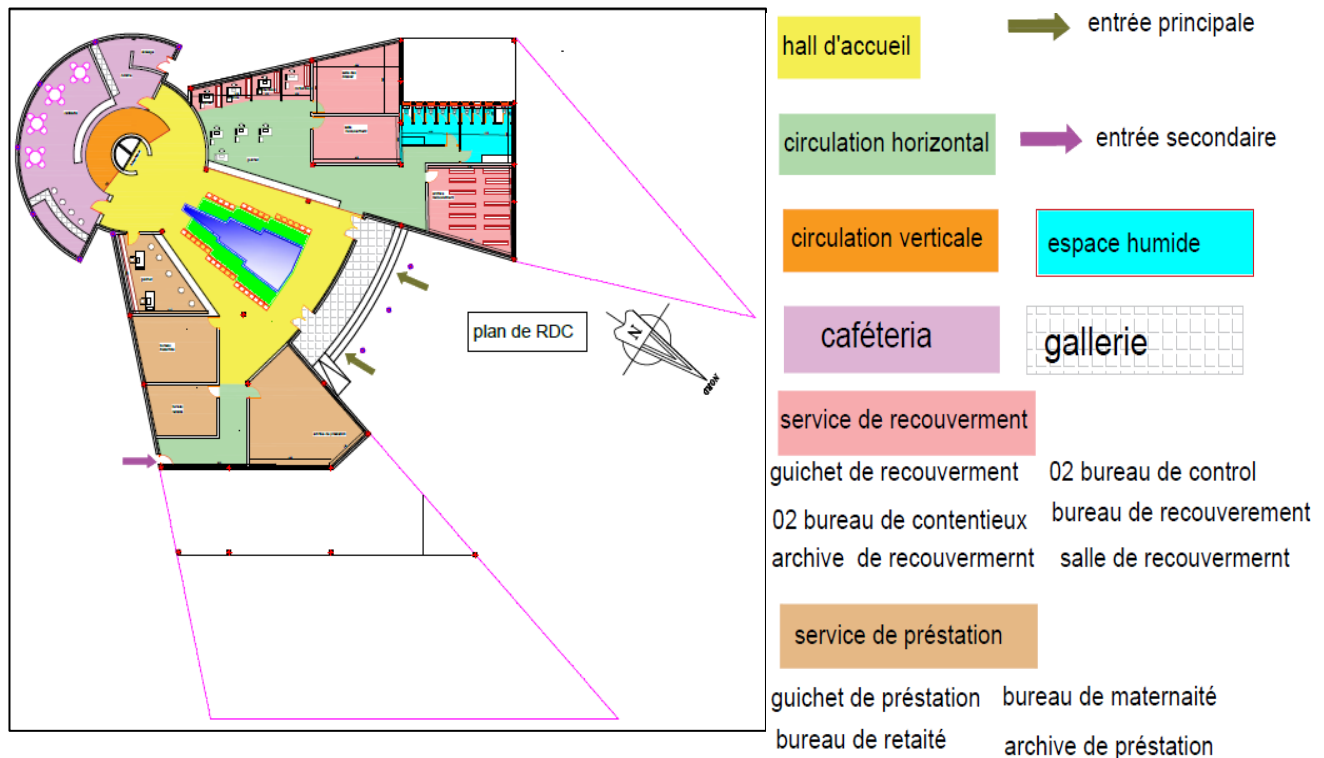 hall d'accueil
entrée principale
circulation horizontal
entrée secondaire
circulation verticale
espace humide
caféteria
gallerie
plan de RDC
N
NORD
service de recouverment
guichet de recouverment
02 bureau de control
02 bureau de contentieux
bureau de recouverement
archive de recouvermernt
salle de recouvermernt
service de préstation
guichet de préstation
bureau de maternaité
bureau de retaité
archive de préstation